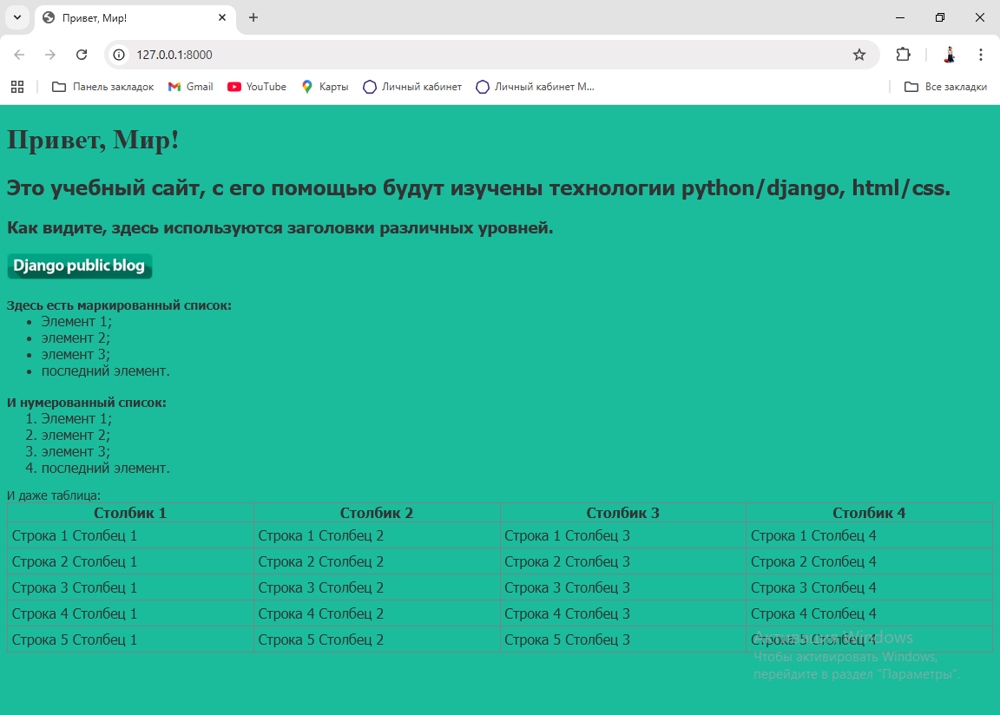 Привет, Мир!
127.0.0.1:8000
Панель закладок Gmail YouTube Карты Личный кабинет Личный кабинет М... Все закладки
Привет, Мир!
Это учебный сайт, с его помощью будут изучены технологии python/django, html/css.
Как видите, здесь используются заголовки различных уровней.
Django public blog
Здесь есть маркированный список:
• Элемент 1;
• элемент 2;
• элемент 3;
• последний элемент.
И нумерованный список:
1. Элемент 1;
2. элемент 2;
3. элемент 3;
4. последний элемент.
И даже таблица:
Столбик 1 Столбик 2 Столбик 3 Столбик 4
Строка 1 Столбец 1 Строка 1 Столбец 2 Строка 1 Столбец 3 Строка 1 Столбец 4
Строка 2 Столбец 1 Строка 2 Столбец 2 Строка 2 Столбец 3 Строка 2 Столбец 4
Строка 3 Столбец 1 Строка 3 Столбец 2 Строка 3 Столбец 3 Строка 3 Столбец 4
Строка 4 Столбец 1 Строка 4 Столбец 2 Строка 4 Столбец 3 Строка 4 Столбец 4
Строка 5 Столбец 1 Строка 5 Столбец 2 Строка 5 Столбец 3 Строка 5 Столбец 4
Активация Windows
Чтобы активировать Windows,
перейдите в раздел "Параметры".